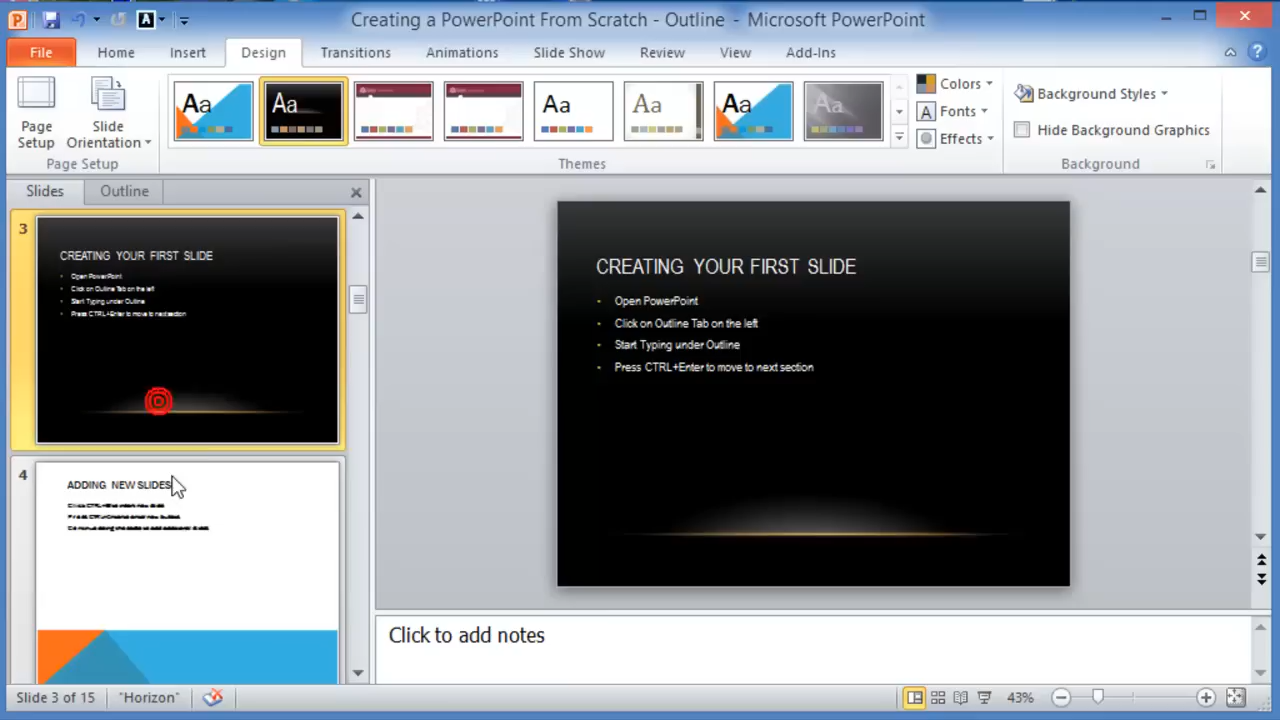 Creating a PowerPoint From Scratch - Outline - Microsoft PowerPoint
File Home Insert Design Transitions Animations Slide Show Review View Add-Ins
Page Setup
Slide Orientation
Aa Aa Aa Aa Aa Aa
Colors
Fonts
Effects
Background Styles
Hide Background Graphics
Page Setup Themes Background
Slides Outline
3
CREATING YOUR FIRST SLIDE
• Open PowerPoint
• Click on Outline Tab on the left
• Start Typing under Outline
• Press CTRL+Enter to move to next section
4
ADDING NEW SLIDES
CREATING YOUR FIRST SLIDE
• Open PowerPoint
• Click on Outline Tab on the left
• Start Typing under Outline
• Press CTRL+Enter to move to next section
Click to add notes
Slide 3 of 15 "Horizon" 43%